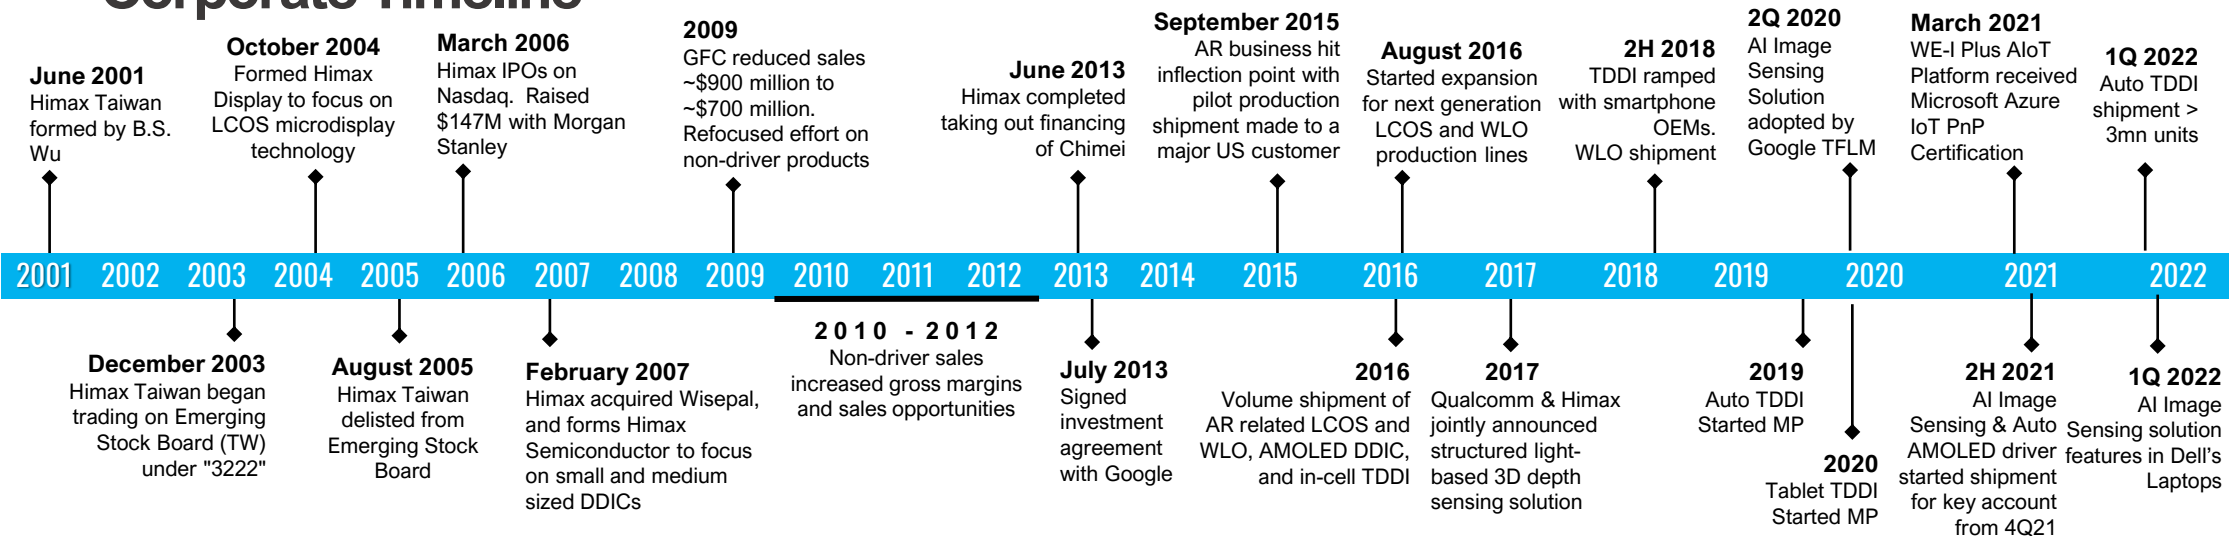 Corporate Timeline
June 2001
Himax Taiwan
formed by B.S.
Wu
October 2004
Formed Himax
Display to focus on
LCOS microdisplay
technology
March 2006
Himax IPOs on
Nasdaq. Raised
$147M with Morgan
Stanley
2009
GFC reduced sales
~$900 million to
~$700 million.
Refocused effort on
non-driver products
June 2013
Himax completed
taking out financing
of Chimei
September 2015
AR business hit
inflection point with
pilot production
shipment made to a
major US customer
August 2016
Started expansion
for next generation
LCOS and WLO
production lines
2H 2018
TDDI ramped
with smartphone
OEMs.
WLO shipment
2Q 2020
AI Image
Sensing
Solution
adopted by
Google TFLM
March 2021
WE-I Plus AIoT
Platform received
Microsoft Azure
IoT PnP
Certification
1Q 2022
Auto TDDI
shipment >
3mn units
2001 2002 2003 2004 2005 2006 2007 2008 2009 2010 2011 2012 2013 2014 2015 2016 2017 2018 2019 2020 2021 2022
December 2003
Himax Taiwan began
trading on Emerging
Stock Board (TW)
under "3222"
August 2005
Himax Taiwan
delisted from
Emerging Stock
Board
February 2007
Himax acquired Wisepal,
and forms Himax
Semiconductor to focus
on small and medium
sized DDICs
2010 - 2012
Non-driver sales
increased gross margins
and sales opportunities
July 2013
Signed
investment
agreement
with Google
2016
Volume shipment of
AR related LCOS and
WLO, AMOLED DDIC,
and in-cell TDDI
2017
Qualcomm & Himax
jointly announced
structured light-
based 3D depth
sensing solution
2019
Auto TDDI
Started MP
2020
Tablet TDDI
Started MP
2H 2021
AI Image
Sensing & Auto
AMOLED driver
started shipment
for key account
from 4Q21
1Q 2022
AI Image
Sensing solution
features in Dell’s
Laptops